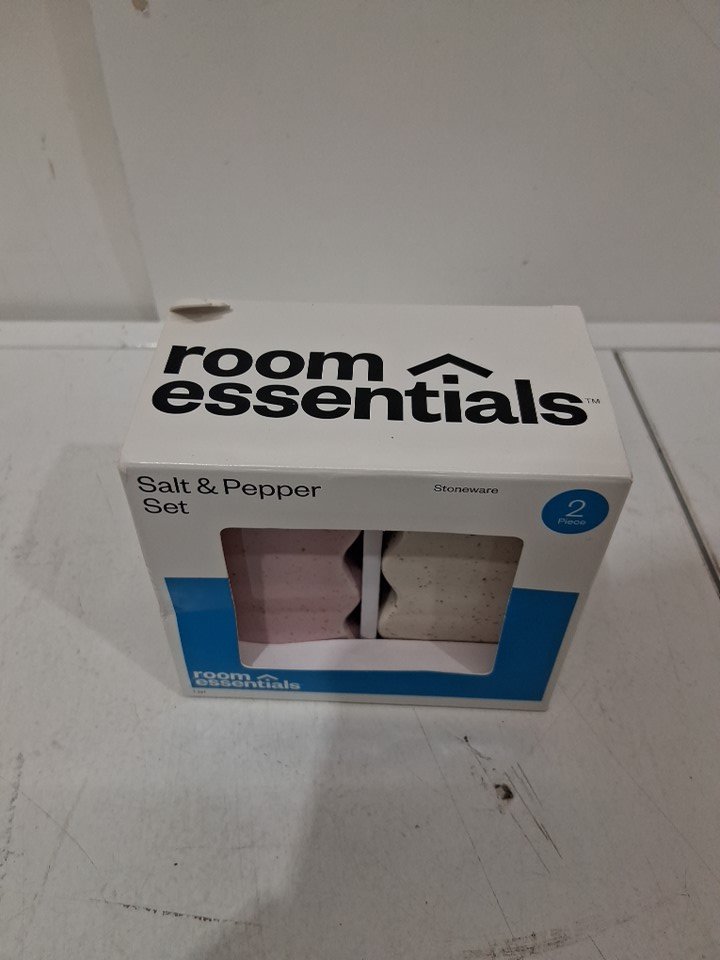 room
essentials™
Salt & Pepper
Set
Stoneware
2
Piece
room
essentials